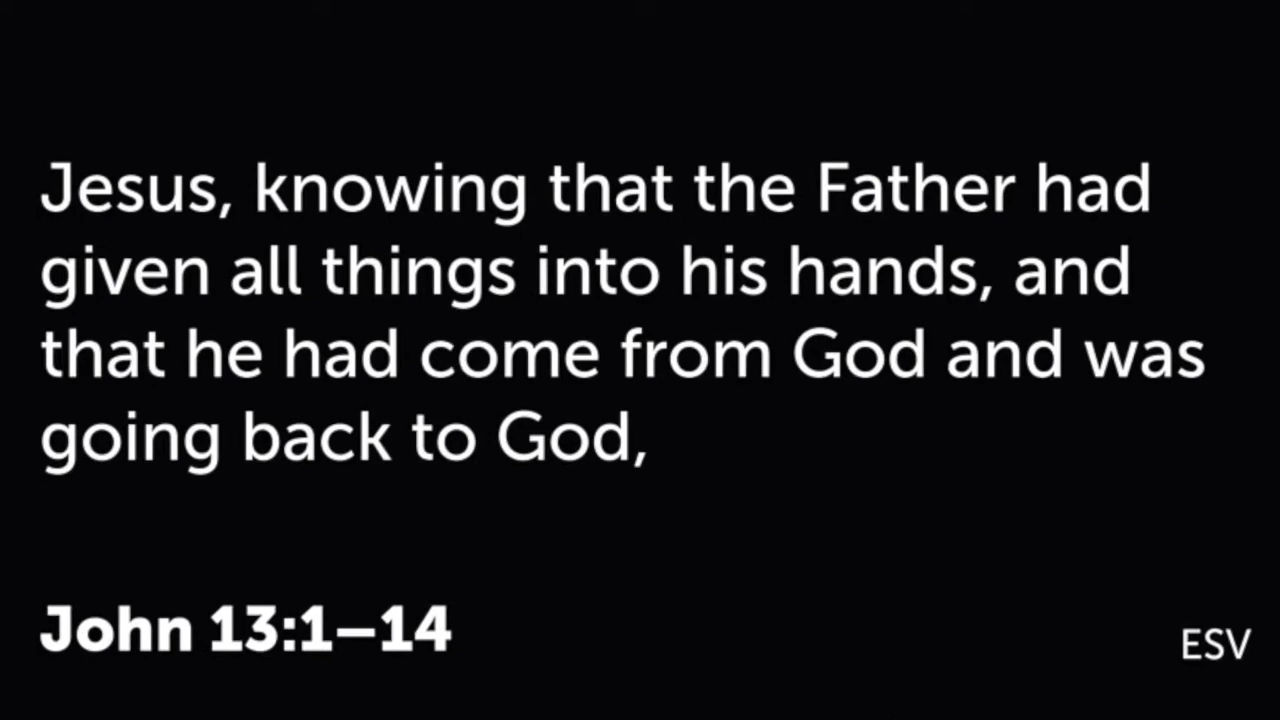 Jesus, knowing that the Father had
given all things into his hands, and
that he had come from God and was
going back to God,
John 13:1–14
ESV